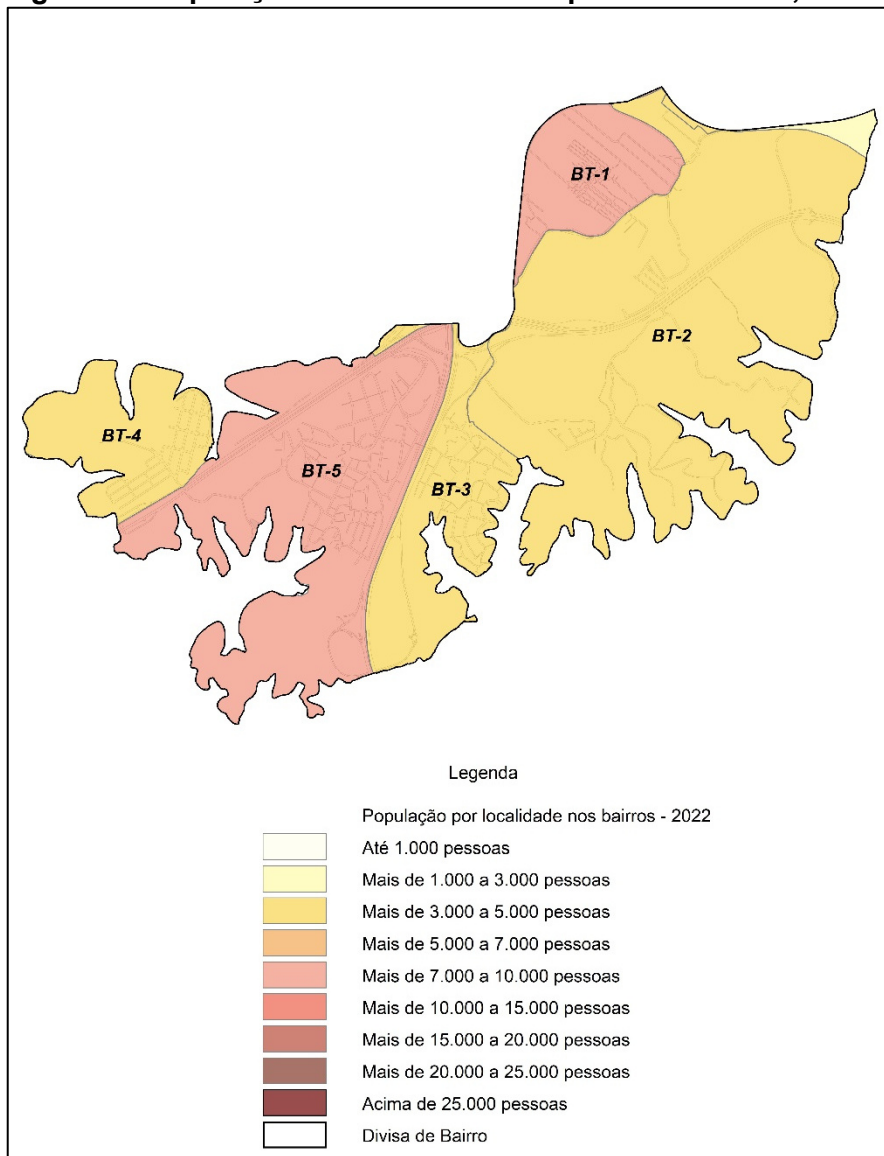 BT-1
BT-2
BT-4
BT-5
BT-3
Legenda
População por localidade nos bairros - 2022
Até 1.000 pessoas
Mais de 1.000 a 3.000 pessoas
Mais de 3.000 a 5.000 pessoas
Mais de 5.000 a 7.000 pessoas
Mais de 7.000 a 10.000 pessoas
Mais de 10.000 a 15.000 pessoas
Mais de 15.000 a 20.000 pessoas
Mais de 20.000 a 25.000 pessoas
Acima de 25.000 pessoas
Divisa de Bairro